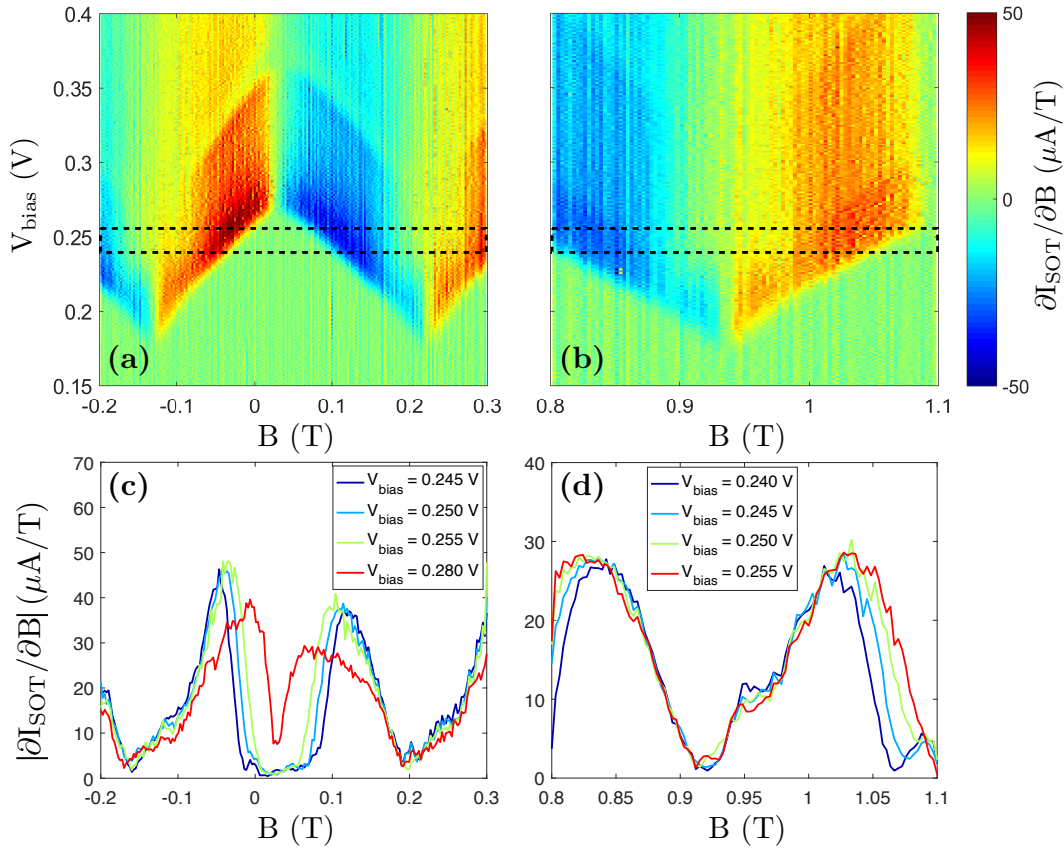 0.4
0.35
0.3
0.25
0.2
0.15
V_bias (V)
(a)
-0.2 -0.1 0 0.1 0.2 0.3
B (T)
(b)
0.8 0.9 1 1.1
B (T)
50
0
-50
∂I_SOT/∂B (μA/T)
70
60
50
40
30
20
10
0
|∂I_SOT/∂B| (μA/T)
(c)
V_bias = 0.245 V
V_bias = 0.250 V
V_bias = 0.255 V
V_bias = 0.280 V
-0.2 -0.1 0 0.1 0.2 0.3
B (T)
40
30
20
10
0
(d)
V_bias = 0.240 V
V_bias = 0.245 V
V_bias = 0.250 V
V_bias = 0.255 V
0.8 0.85 0.9 0.95 1 1.05 1.1
B (T)